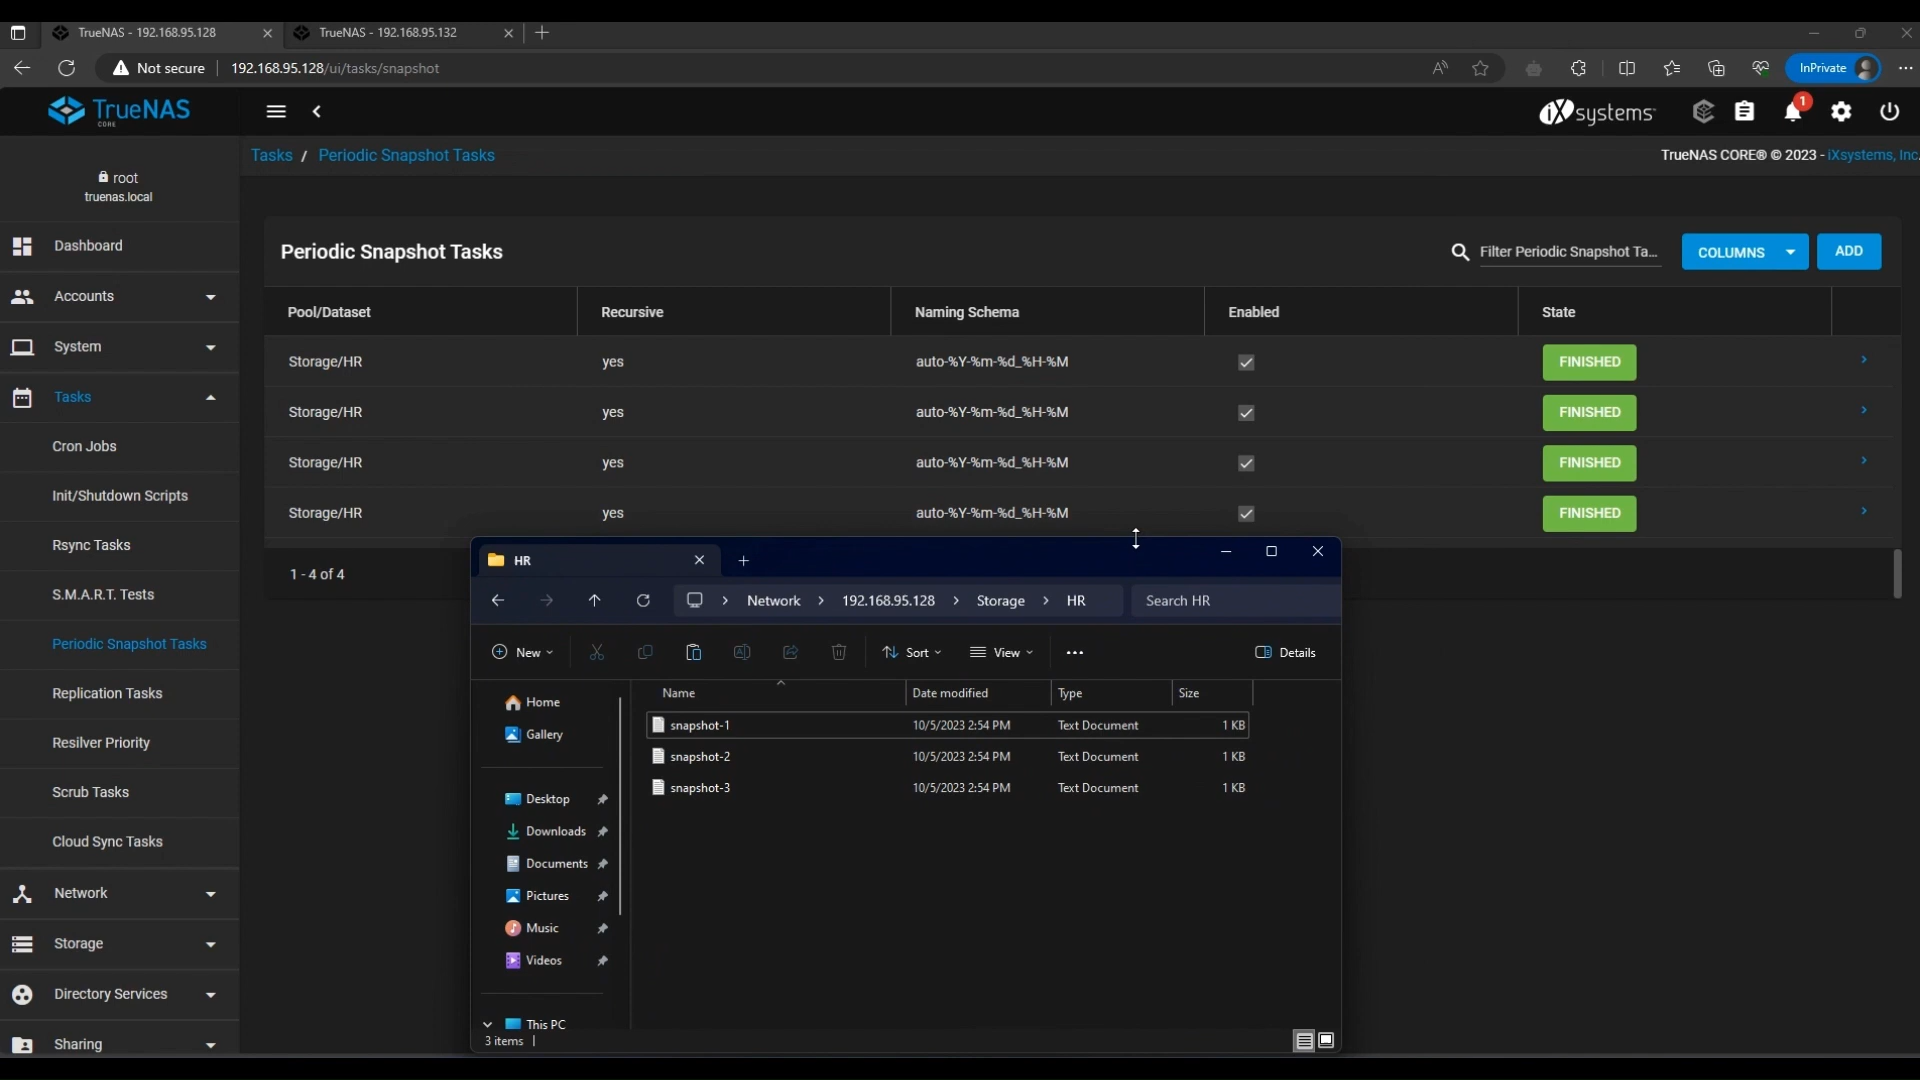 TrueNAS - 192.168.95.128
TrueNAS - 192.168.95.132
Not secure
192.168.95.128/ui/tasks/snapshot
InPrivate
TrueNAS
CORE
iXsystems
1
Tasks / Periodic Snapshot Tasks
TrueNAS CORE® © 2023 - iXsystems, Inc.
root
truenas.local
Dashboard
Accounts
System
Tasks
Cron Jobs
Init/Shutdown Scripts
Rsync Tasks
S.M.A.R.T. Tests
Periodic Snapshot Tasks
Replication Tasks
Resilver Priority
Scrub Tasks
Cloud Sync Tasks
Network
Storage
Directory Services
Sharing
Periodic Snapshot Tasks
Filter Periodic Snapshot Ta...
COLUMNS
ADD
Pool/Dataset Recursive Naming Schema Enabled State
Storage/HR yes auto-%Y-%m-%d_%H-%M FINISHED
Storage/HR yes auto-%Y-%m-%d_%H-%M FINISHED
Storage/HR yes auto-%Y-%m-%d_%H-%M FINISHED
Storage/HR yes auto-%Y-%m-%d_%H-%M FINISHED
1 - 4 of 4
HR
Network > 192.168.95.128 > Storage > HR
Search HR
New
Sort
View
Details
Home
Gallery
Desktop
Downloads
Documents
Pictures
Music
Videos
This PC
Name Date modified Type Size
snapshot-1 10/5/2023 2:54 PM Text Document 1 KB
snapshot-2 10/5/2023 2:54 PM Text Document 1 KB
snapshot-3 10/5/2023 2:54 PM Text Document 1 KB
3 items